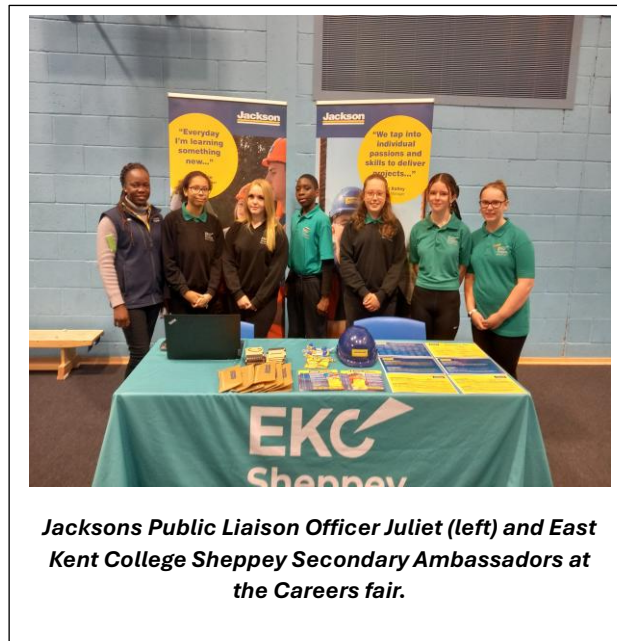 Jackson
"Everyday
I'm learning
something
new..."
Jackson
"We tap into
individual
passions and
skills to deliver
projects..."
EKC
Sheppey
Jacksons Public Liaison Officer Juliet (left) and East
Kent College Sheppey Secondary Ambassadors at
the Careers fair.